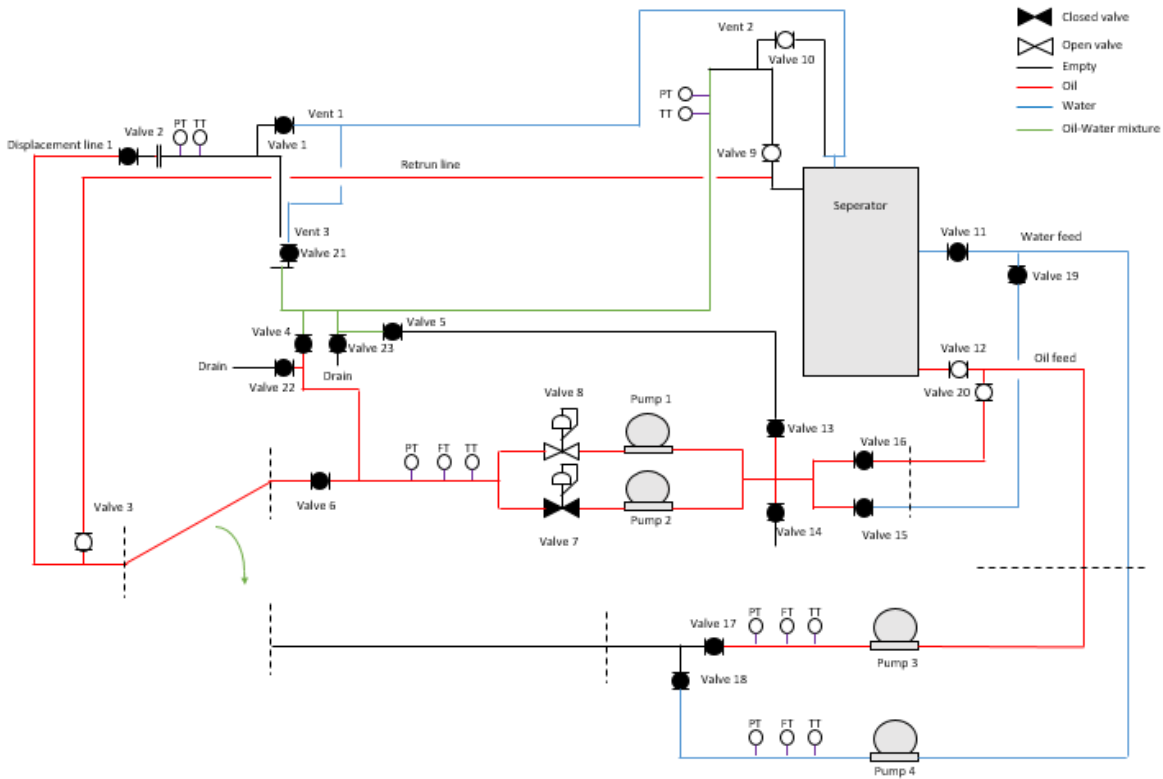 Vent 2
Closed valve
Open valve
Valve 10
Empty
Oil
PT
Water
Vent 1
TT
Oil-Water mixture
PT TT
Valve 2
Displacement line 1
Valve 1
Valve 9
Retrun line
Seperator
Vent 3
Valve 11
Water feed
Valve 21
Valve 19
Valve 5
Valve 4
Valve 23
Valve 12
Oil feed
Drain
Drain
Valve 22
Valve 20
Valve 8
Pump 1
Valve 13
Valve 16
PT FT TT
Valve 6
Valve 3
Pump 2
Valve 14
Valve 15
Valve 7
PT FT TT
Valve 17
Pump 3
Valve 18
PT FT TT
Pump 4